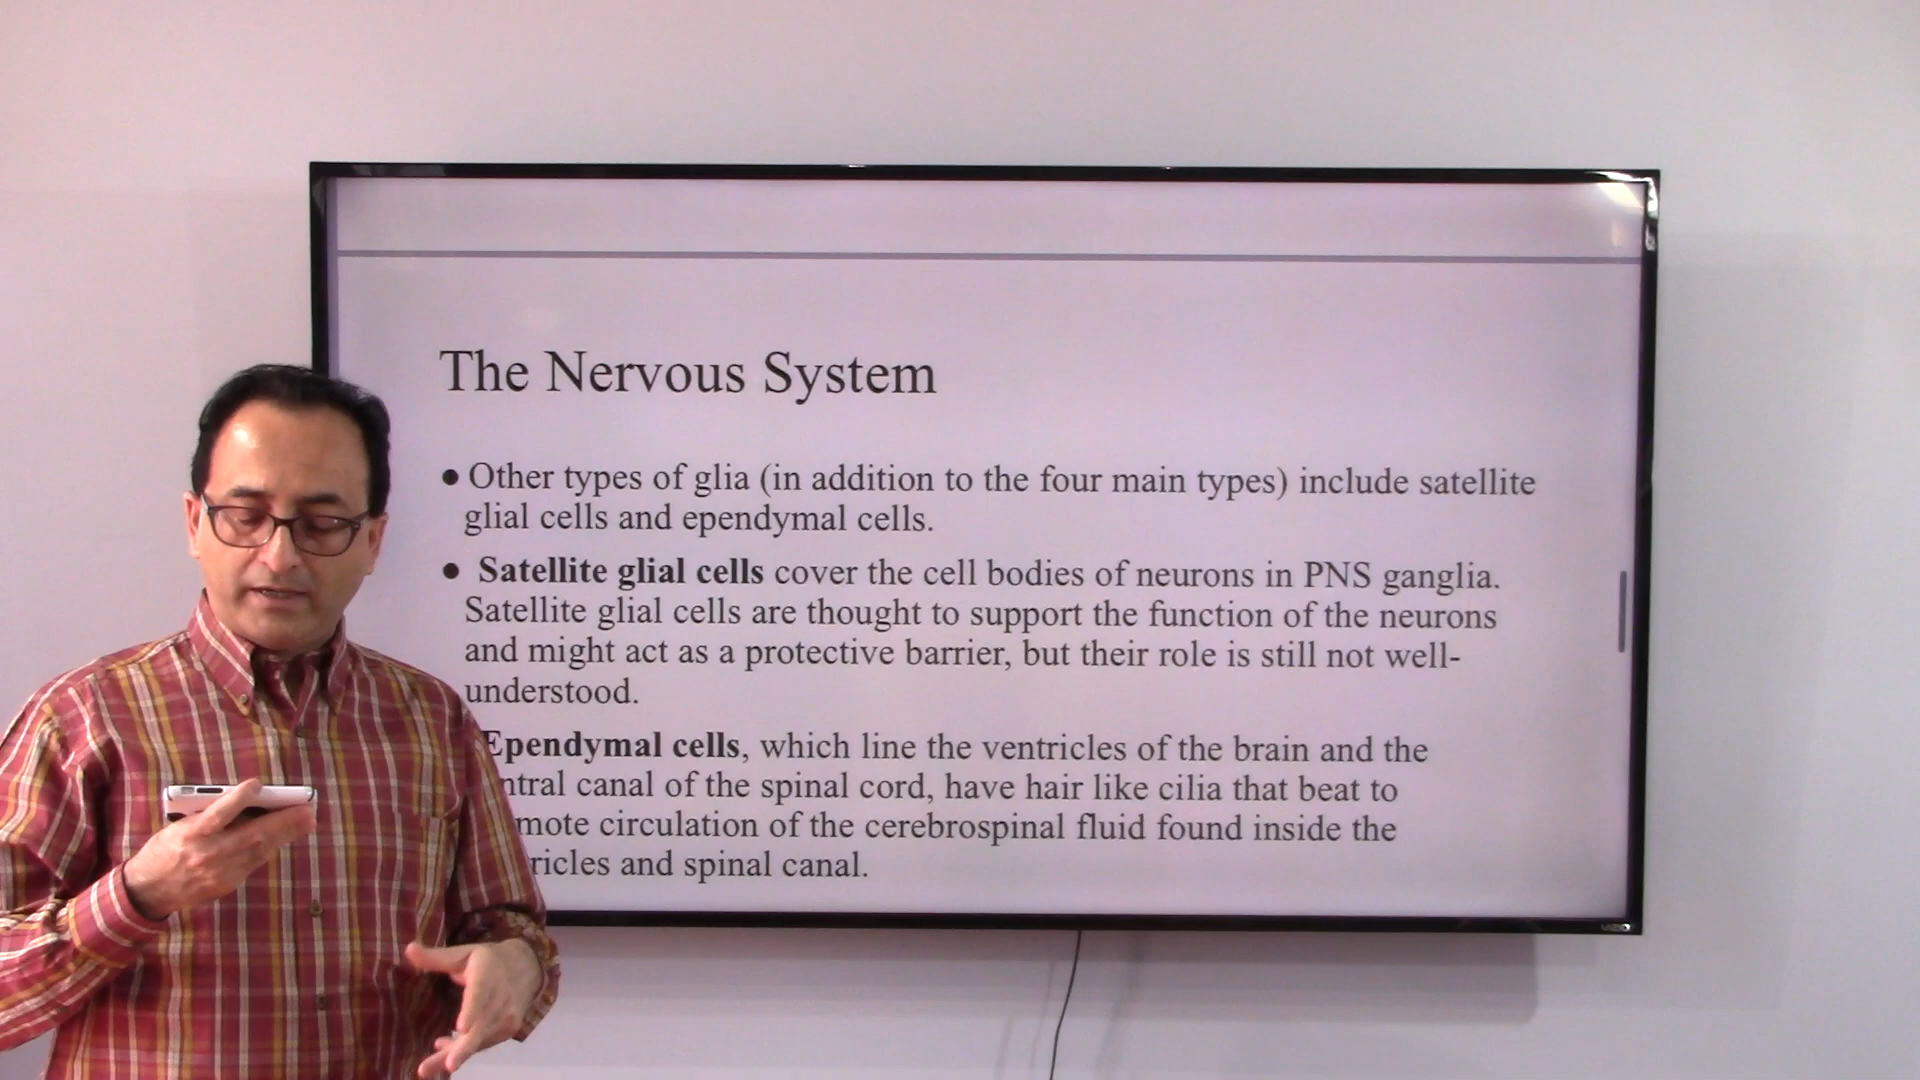 The Nervous System
● Other types of glia (in addition to the four main types) include satellite
glial cells and ependymal cells.
● Satellite glial cells cover the cell bodies of neurons in PNS ganglia.
Satellite glial cells are thought to support the function of the neurons
and might act as a protective barrier, but their role is still not well-
understood.
Ependymal cells, which line the ventricles of the brain and the
ntral canal of the spinal cord, have hair like cilia that beat to
mote circulation of the cerebrospinal fluid found inside the
ricles and spinal canal.
VIZIO